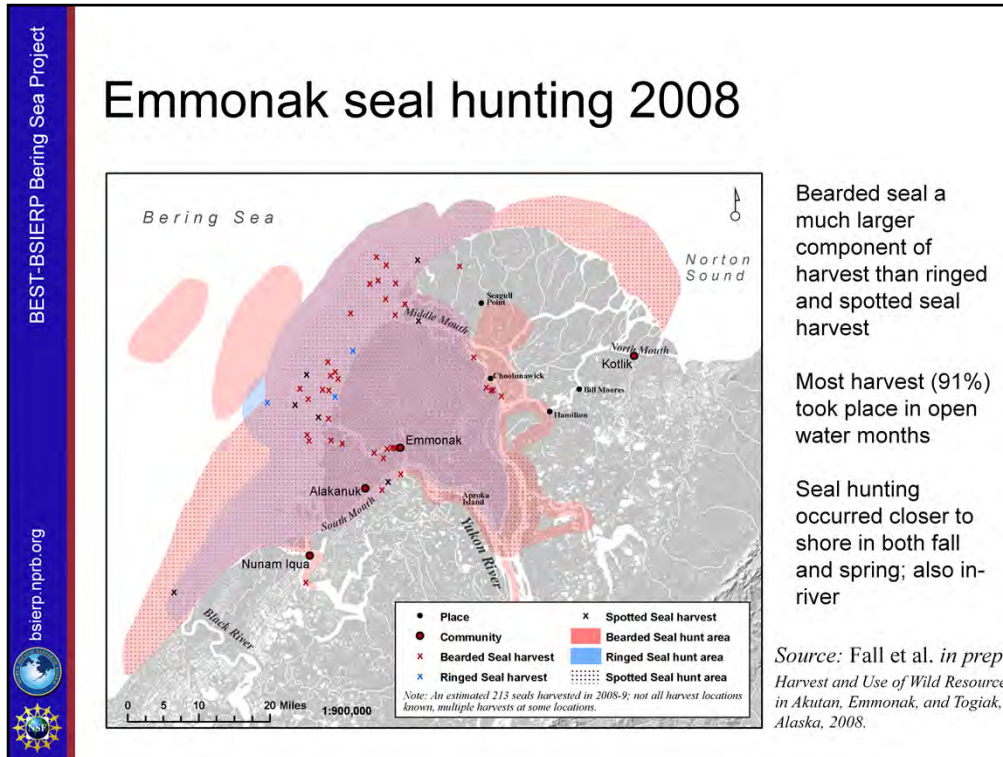 BEST-BSIERP Bering Sea Project
bsierp.nprb.org
NSF
Emmonak seal hunting 2008
Bering Sea
Norton
Sound
Seagull
Point
Middle Mouth
North Mouth
Kotlik
Choolunawick
Bill Moores
Hamilton
Emmonak
Alakanuk
Aproka
Island
South Mouth
Yukon River
Nunam Iqua
Black River
Place
Community
Bearded Seal harvest
Ringed Seal harvest
Spotted Seal harvest
Bearded Seal hunt area
Ringed Seal hunt area
Spotted Seal hunt area
Note: An estimated 213 seals harvested in 2008-9; not all harvest locations
known, multiple harvests at some locations.
0 5 10 20 Miles
1:900,000
Bearded seal a
much larger
component of
harvest than ringed
and spotted seal
harvest
Most harvest (91%)
took place in open
water months
Seal hunting
occurred closer to
shore in both fall
and spring; also in-
river
Source: Fall et al. in prep
Harvest and Use of Wild Resource
in Akutan, Emmonak, and Togiak,
Alaska, 2008.